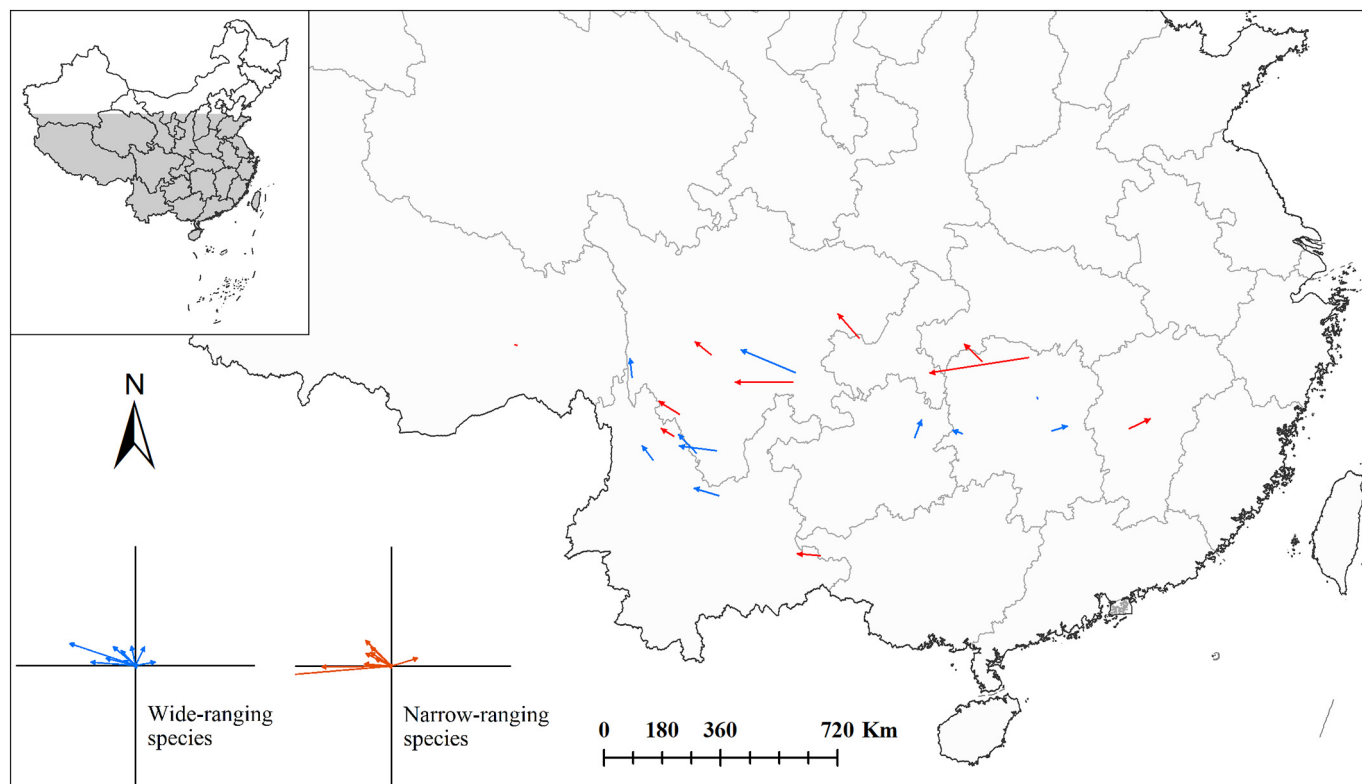 N
Wide-ranging
species
Narrow-ranging
species
0 180 360 720 Km